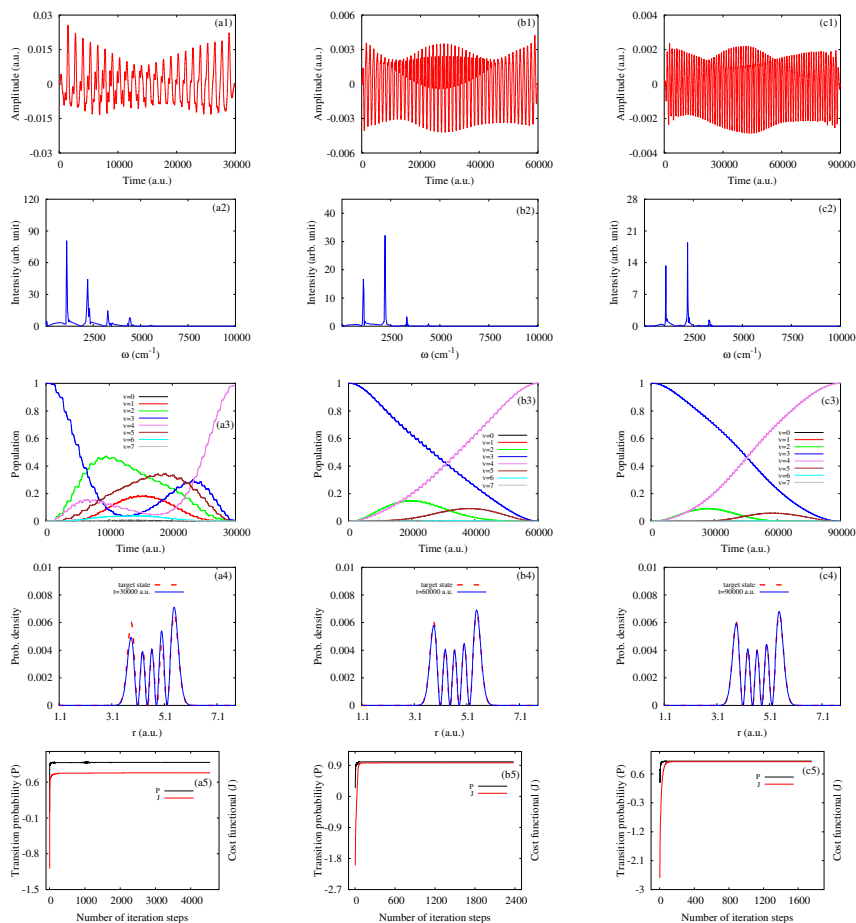 (a1)
Amplitude (a.u.)
0.03
0.015
0
-0.015
-0.03
0
10000
20000
30000
Time (a.u.)
(b1)
Amplitude (a.u.)
0.006
0.003
0
-0.003
-0.006
0
20000
40000
60000
Time (a.u.)
(c1)
Amplitude (a.u.)
0.004
0.002
0
-0.002
-0.004
0
30000
60000
90000
Time (a.u.)
(a2)
Intensity (arb. unit)
120
90
60
30
0
2500
5000
7500
10000
ω (cm⁻¹)
(b2)
Intensity (arb. unit)
40
30
20
10
0
2500
5000
7500
10000
ω (cm⁻¹)
(c2)
Intensity (arb. unit)
28
21
14
7
0
2500
5000
7500
10000
ω (cm⁻¹)
(a3)
Population
1
0.8
0.6
0.4
0.2
0
v=0
v=1
v=2
v=3
v=4
v=5
v=6
v=7
0
10000
20000
30000
Time (a.u.)
(b3)
Population
1
0.8
0.6
0.4
0.2
0
v=0
v=1
v=2
v=3
v=4
v=5
v=6
v=7
0
20000
40000
60000
Time (a.u.)
(c3)
Population
1
0.8
0.6
0.4
0.2
0
v=0
v=1
v=2
v=3
v=4
v=5
v=6
v=7
0
30000
60000
90000
Time (a.u.)
(a4)
Prob. density
0.01
0.008
0.006
0.004
0.002
0
target state
t=30000 a.u.
1.1
3.1
5.1
7.1
r (a.u.)
(b4)
Prob. density
0.01
0.008
0.006
0.004
0.002
0
target state
t=60000 a.u.
1.1
3.1
5.1
7.1
r (a.u.)
(c4)
Prob. density
0.01
0.008
0.006
0.004
0.002
0
target state
t=90000 a.u.
1.1
3.1
5.1
7.1
r (a.u.)
(a5)
Transition probability (P)
0.6
-0.1
-0.8
-1.5
P
J
Cost functional (J)
0
1000
2000
3000
4000
Number of iteration steps
(b5)
Transition probability (P)
0.9
0
-0.9
-1.8
-2.7
P
J
Cost functional (J)
0
600
1200
1800
2400
Number of iteration steps
(c5)
Transition probability (P)
0.6
-0.3
-1.2
-2.1
-3
P
J
Cost functional (J)
0
400
800
1200
1600
Number of iteration steps